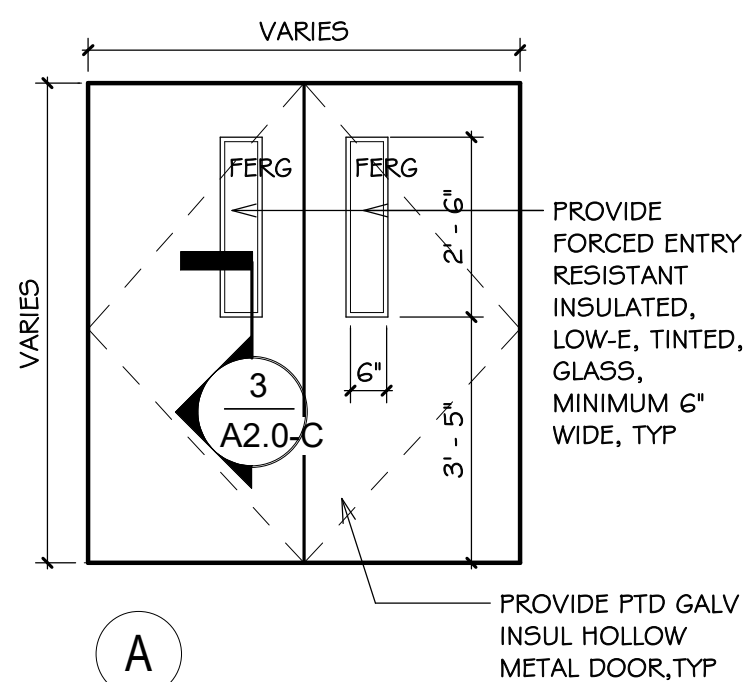 VARIES
FERG
FERG
VARIES
2' - 6"
PROVIDE
FORCED ENTRY
RESISTANT
INSULATED,
LOW-E, TINTED,
GLASS,
MINIMUM 6"
WIDE, TYP
6"
3
A2.0-C
3' - 5"
PROVIDE PTD GALV
INSUL HOLLOW
METAL DOOR,TYP
A